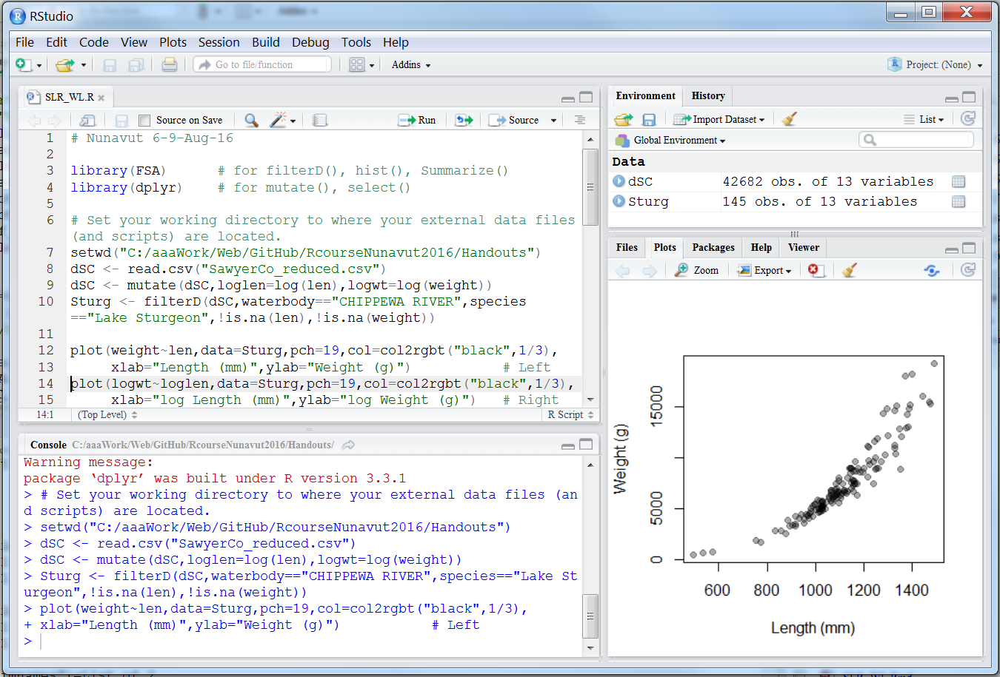 RStudio
File Edit Code View Plots Session Build Debug Tools Help
Go to file/function Addins Project: (None)
SLR_WL.R
Source on Save Run Source
1 # Nunavut 6-9-Aug-16
2
3 library(FSA) # for filterD(), hist(), Summarize()
4 library(dplyr) # for mutate(), select()
5
6 # Set your working directory to where your external data files
(and scripts) are located.
7 setwd("C:/aaaWork/Web/GitHub/RcourseNunavut2016/Handouts")
8 dSC <- read.csv("SawyerCo_reduced.csv")
9 dSC <- mutate(dSC,loglen=log(len),logwt=log(weight))
10 Sturg <- filterD(dSC,waterbody=="CHIPPEWA RIVER",species
=="Lake Sturgeon",!is.na(len),!is.na(weight))
11
12 plot(weight~len,data=Sturg,pch=19,col=col2rgbt("black",1/3),
13 xlab="Length (mm)",ylab="Weight (g)") # Left
14 plot(logwt~loglen,data=Sturg,pch=19,col=col2rgbt("black",1/3),
15 xlab="log Length (mm)",ylab="log Weight (g)") # Right
14:1 (Top Level) R Script
Console C:/aaaWork/Web/GitHub/RcourseNunavut2016/Handouts/
Warning message:
package ‘dplyr’ was built under R version 3.3.1
> # Set your working directory to where your external data files (an
d scripts) are located.
> setwd("C:/aaaWork/Web/GitHub/RcourseNunavut2016/Handouts")
> dSC <- read.csv("SawyerCo_reduced.csv")
> dSC <- mutate(dSC,loglen=log(len),logwt=log(weight))
> Sturg <- filterD(dSC,waterbody=="CHIPPEWA RIVER",species=="Lake St
urgeon",!is.na(len),!is.na(weight))
> plot(weight~len,data=Sturg,pch=19,col=col2rgbt("black",1/3),
+ xlab="Length (mm)",ylab="Weight (g)") # Left
>
Environment History
Import Dataset List
Global Environment
Data
dSC 42682 obs. of 13 variables
Sturg 145 obs. of 13 variables
Files Plots Packages Help Viewer
Zoom Export
Weight (g)
15000
5000
0
600 800 1000 1200 1400
Length (mm)